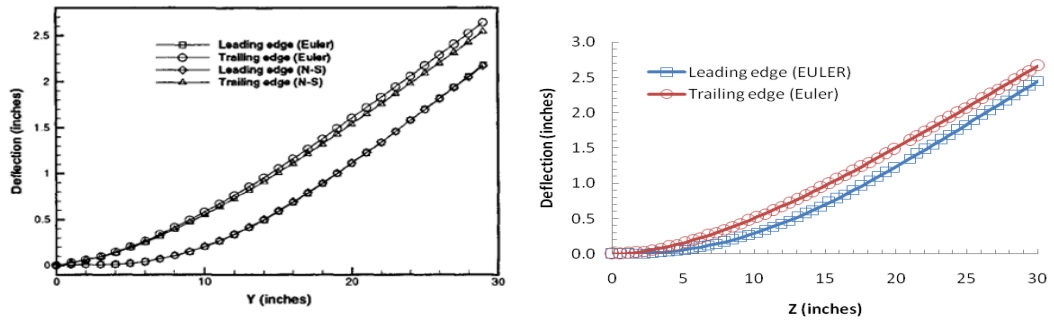 Deflection (inches)
2.5
2
1.5
1
0.5
0
Leading edge (Euler)
Trailing edge (Euler)
Leading edge (N-S)
Trailing edge (N-S)
0
10
20
30
Y (inches)
Deflection (inches)
3.0
2.5
2.0
1.5
1.0
0.5
0.0
Leading edge (EULER)
Trailing edge (Euler)
0
5
10
15
20
25
30
Z (inches)